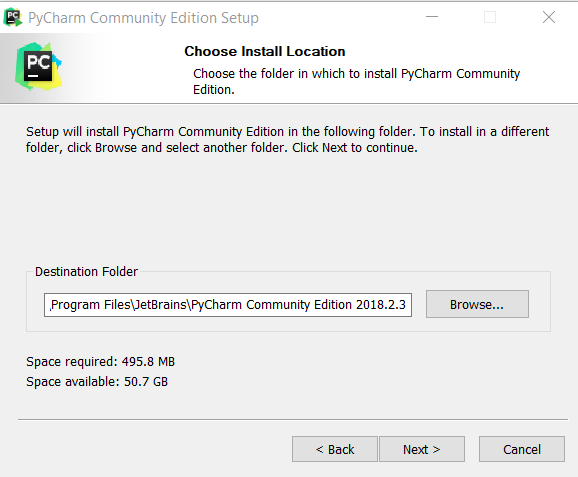 PyCharm Community Edition Setup
PC
Choose Install Location
Choose the folder in which to install PyCharm Community
Edition.
Setup will install PyCharm Community Edition in the following folder. To install in a different
folder, click Browse and select another folder. Click Next to continue.
Destination Folder
\Program Files\JetBrains\PyCharm Community Edition 2018.2.3
Browse...
Space required: 495.8 MB
Space available: 50.7 GB
< Back
Next >
Cancel